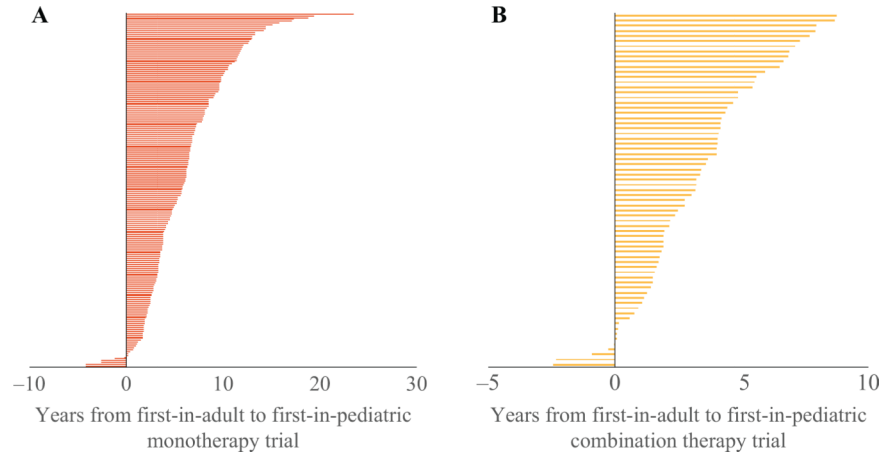 A
B
–10 0 10 20 30
–5 0 5 10
Years from first-in-adult to first-in-pediatric
monotherapy trial
Years from first-in-adult to first-in-pediatric
combination therapy trial